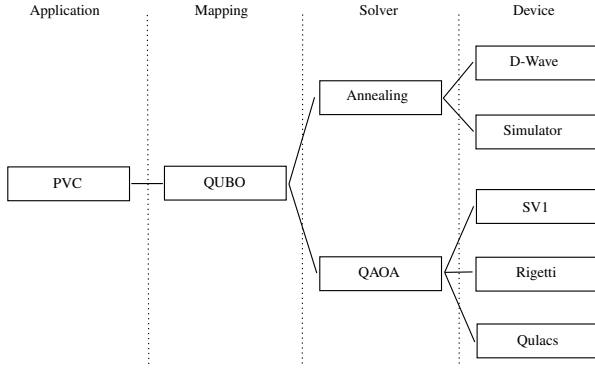 Application Mapping Solver Device
D-Wave
Annealing
Simulator
PVC QUBO
SV1
QAOA Rigetti
Qulacs